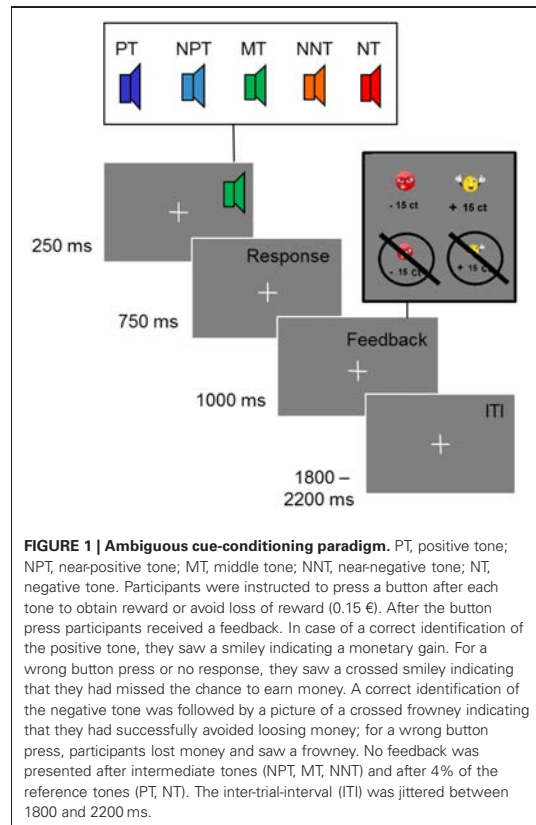 PT NPT MT NNT NT
- 15 ct + 15 ct
- 15 ct + 15 ct
250 ms
Response
750 ms
Feedback
1000 ms
ITI
1800 –
2200 ms
FIGURE 1 | Ambiguous cue-conditioning paradigm. PT, positive tone;
NPT, near-positive tone; MT, middle tone; NNT, near-negative tone; NT,
negative tone. Participants were instructed to press a button after each
tone to obtain reward or avoid loss of reward (0.15 €). After the button
press participants received a feedback. In case of a correct identification of
the positive tone, they saw a smiley indicating a monetary gain. For a
wrong button press or no response, they saw a crossed smiley indicating
that they had missed the chance to earn money. A correct identification of
the negative tone was followed by a picture of a crossed frowney indicating
that they had successfully avoided loosing money; for a wrong button
press, participants lost money and saw a frowney. No feedback was
presented after intermediate tones (NPT, MT, NNT) and after 4% of the
reference tones (PT, NT). The inter-trial-interval (ITI) was jittered between
1800 and 2200 ms.